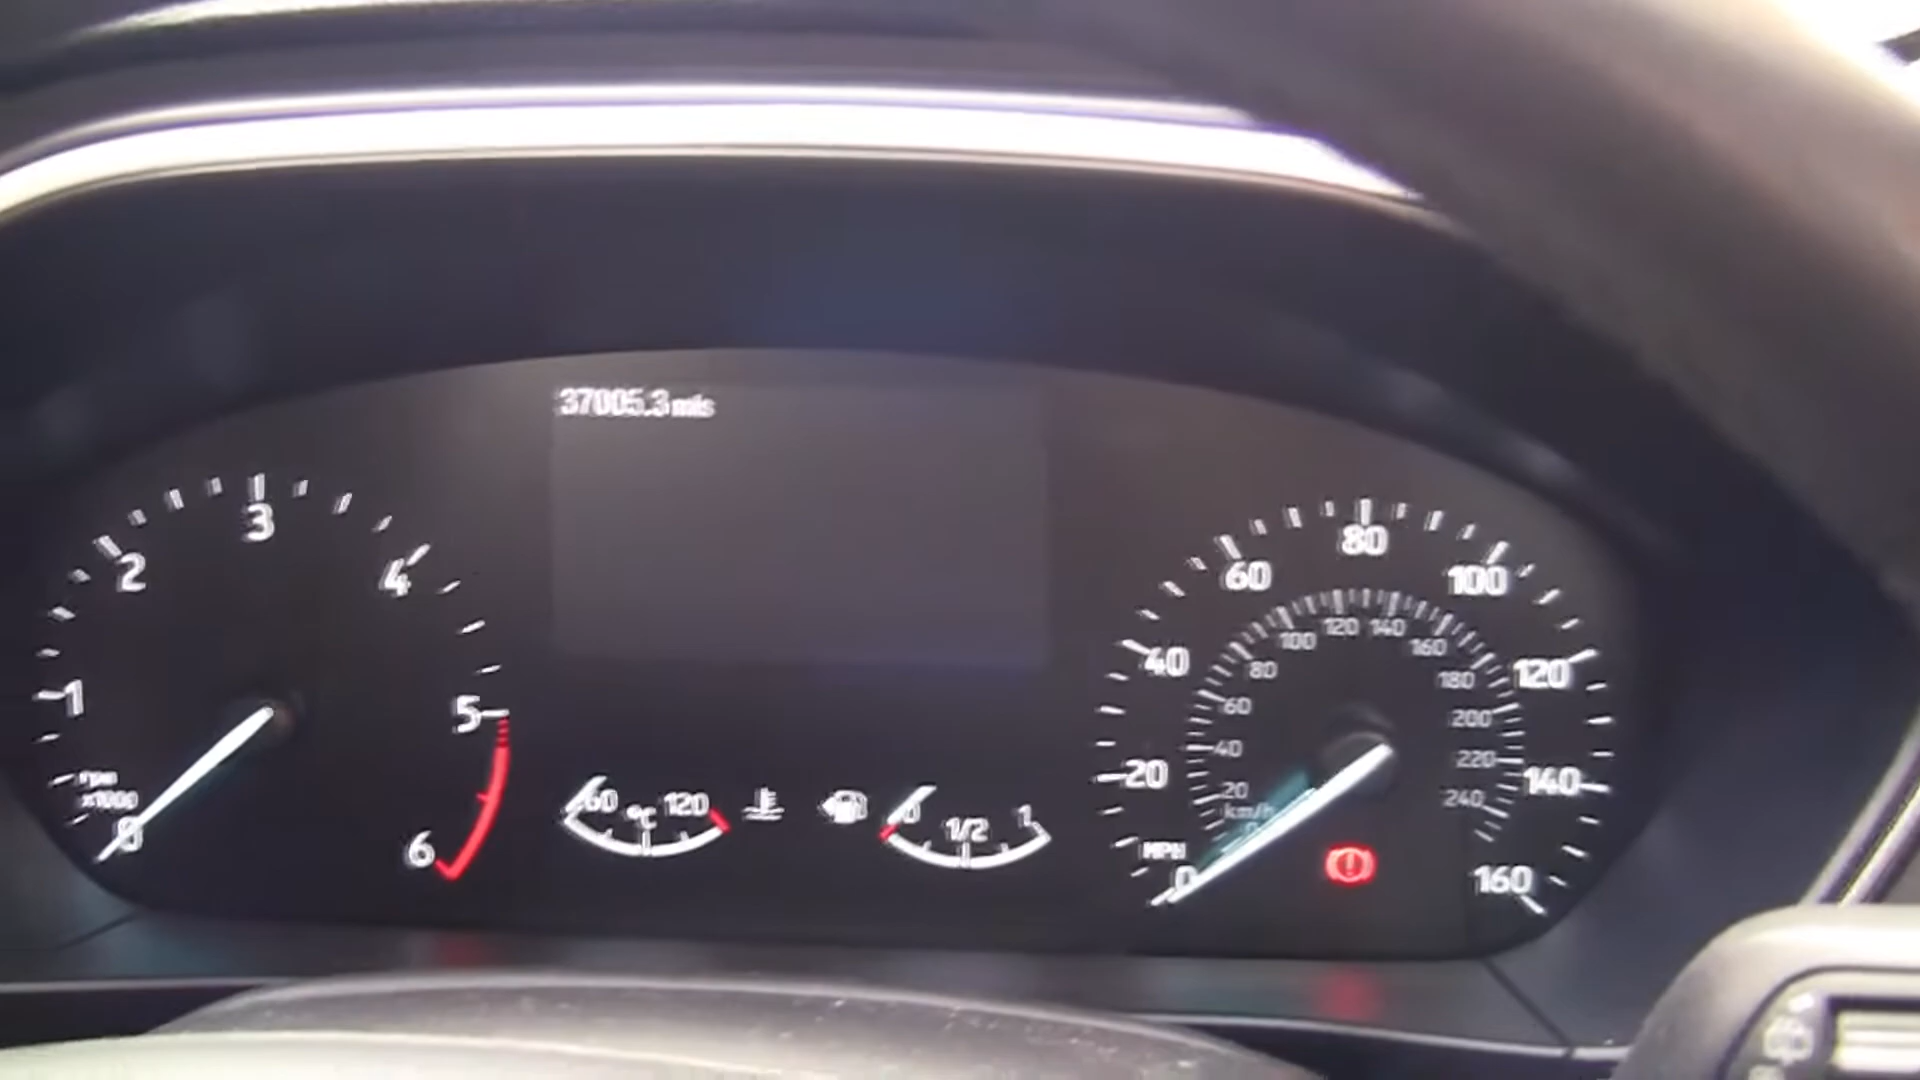 37005.3 mls
3
2
4
1
5
rpm
x1000
0
6
60 °C 120
0 1/2 1
80
60 100
40 120
20 140
MPH
0 160
120 140
100 160
80 180
60 200
40 220
20 240
km/h
0